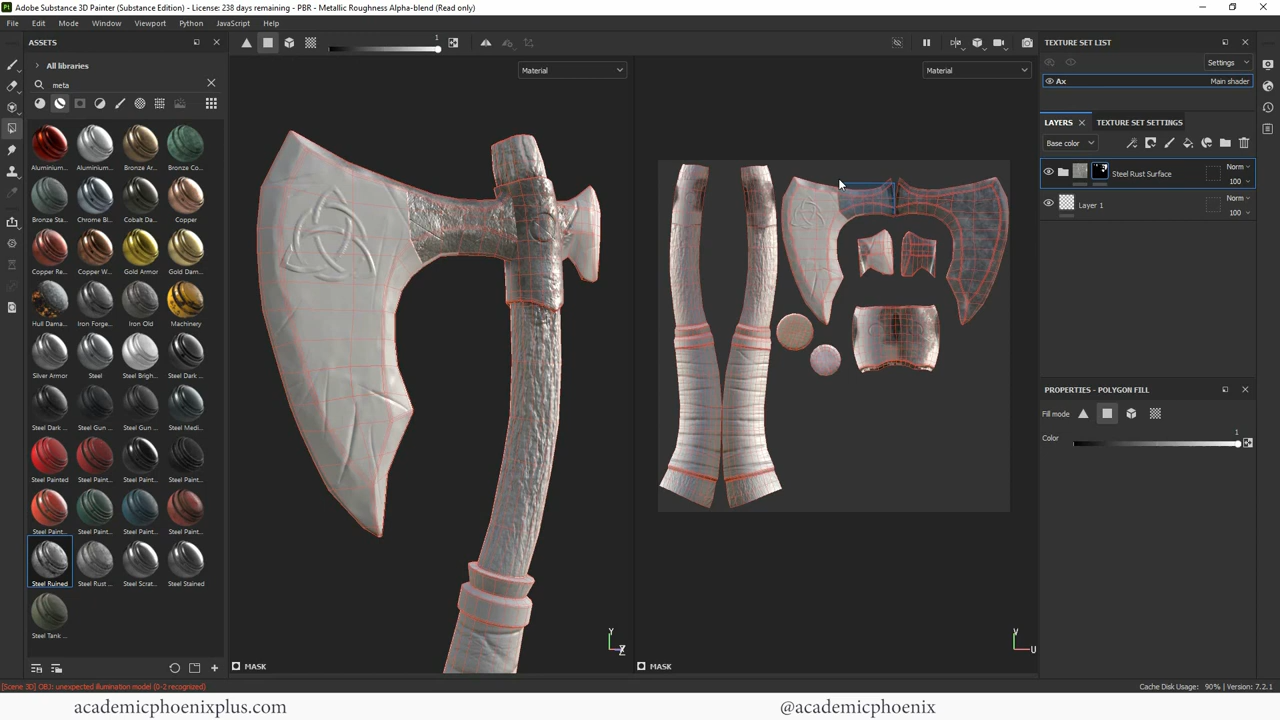 Adobe Substance 3D Painter (Substance Edition) - License: 238 days remaining - PBR - Metallic Roughness Alpha-blend (Read only)
File Edit Mode Window Viewport Python JavaScript Help
ASSETS
All libraries
meta
Aluminium... Aluminium... Bronze Ar... Bronze Co...
Bronze Sta... Chrome Bl... Cobalt Da... Copper
Copper Re... Copper W... Gold Armor Gold Dam...
Hull Dama... Iron Forge... Iron Old Machinery
Silver Armor Steel Steel Brigh... Steel Dark ...
Steel Dark ... Steel Gun ... Steel Gun ... Steel Medi...
Steel Painted Steel Paint... Steel Paint... Steel Paint...
Steel Paint... Steel Paint... Steel Paint... Steel Paint...
Steel Ruined Steel Rust ... Steel Scrat... Steel Stained
Steel Tank ...
1
Material
Material
Y
Z
V
U
MASK
MASK
TEXTURE SET LIST
Settings
Ax Main shader
LAYERS TEXTURE SET SETTINGS
Base color
Steel Rust Surface Norm 100
Layer 1 Norm 100
PROPERTIES - POLYGON FILL
Fill mode
1
Color
[Scene 3D] OBJ: unexpected illumination model (0-2 recognized)
Cache Disk Usage: 90% | Version: 7.2.1
academicphoenixplus.com
@academicphoenix